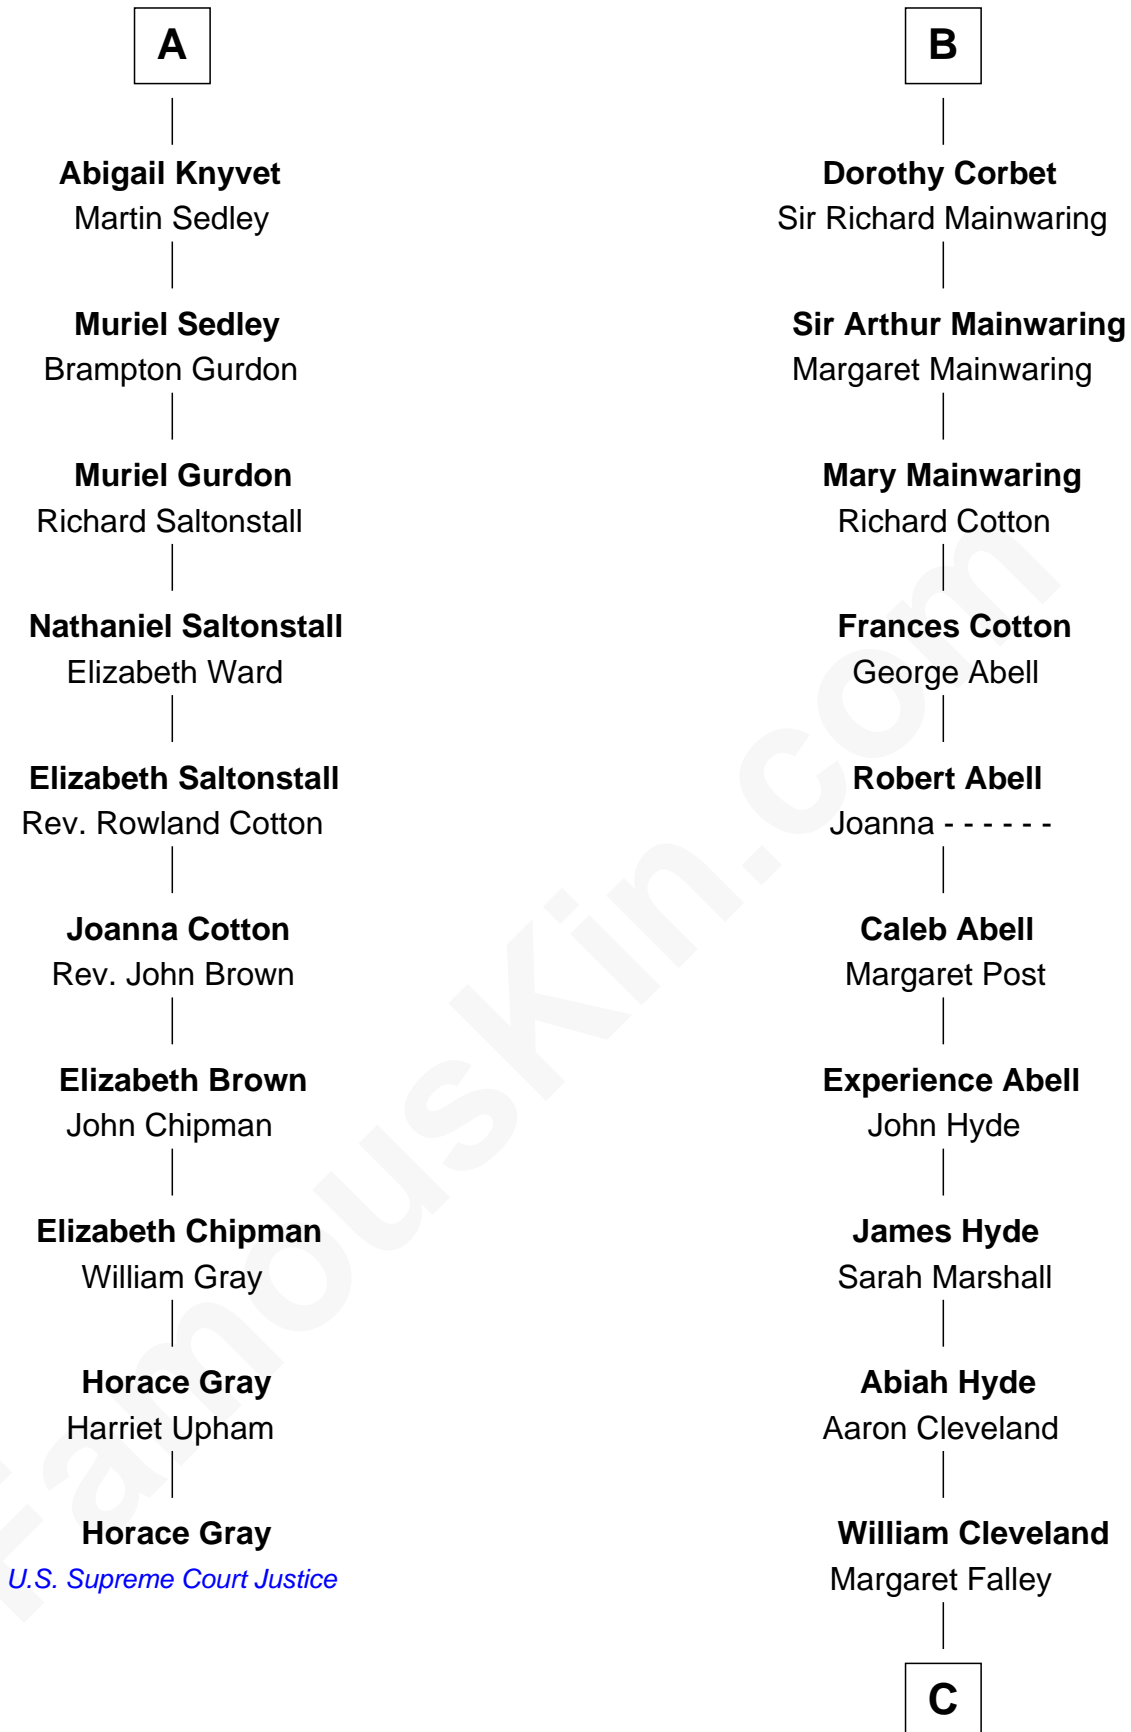 A
Abigail Knyvet
Martin Sedley
Muriel Sedley
Brampton Gurdon
Muriel Gurdon
Richard Saltonstall
Nathaniel Saltonstall
Elizabeth Ward
Elizabeth Saltonstall
Rev. Rowland Cotton
Joanna Cotton
Rev. John Brown
Elizabeth Brown
John Chipman
Elizabeth Chipman
William Gray
Horace Gray
Harriet Upham
Horace Gray
U.S. Supreme Court Justice
B
Dorothy Corbet
Sir Richard Mainwaring
Sir Arthur Mainwaring
Margaret Mainwaring
Mary Mainwaring
Richard Cotton
Frances Cotton
George Abell
Robert Abell
Joanna - - - - - -
Caleb Abell
Margaret Post
Experience Abell
John Hyde
James Hyde
Sarah Marshall
Abiah Hyde
Aaron Cleveland
William Cleveland
Margaret Falley
C
FamousKin.com